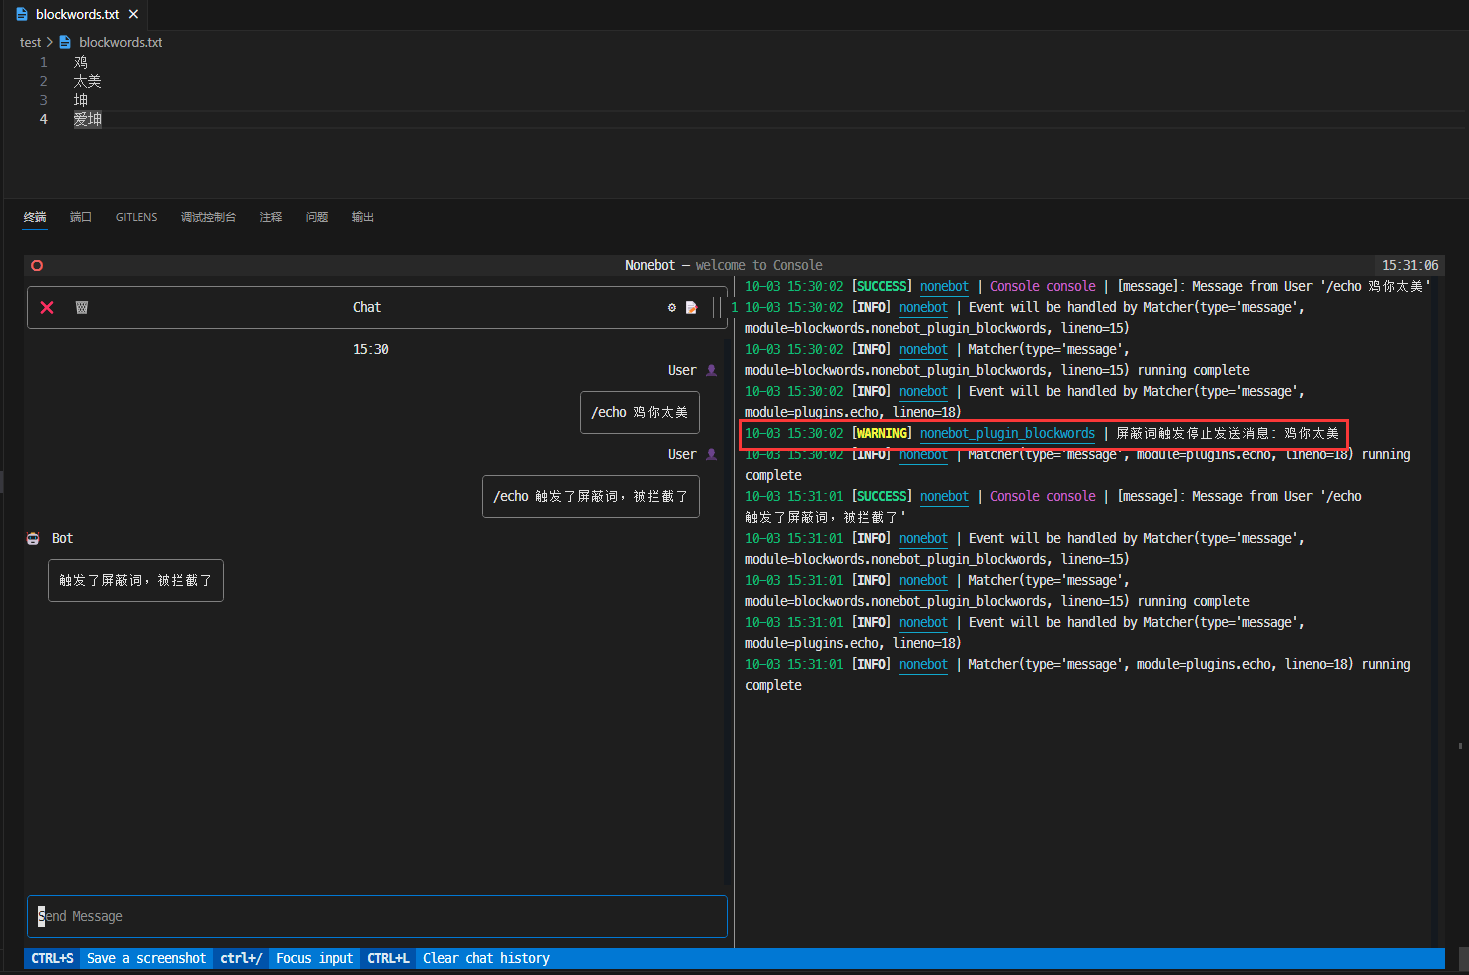 blockwords.txt
test > blockwords.txt
1 鸡
2 太美
3 坤
4 爱坤
终端 端口 GITLENS 调试控制台 注释 问题 输出
Nonebot — welcome to Console 15:31:06
Chat
15:30
User
/echo 鸡你太美
User
/echo 触发了屏蔽词，被拦截了
Bot
触发了屏蔽词，被拦截了
Send Message
1
10-03 15:30:02 [SUCCESS] nonebot | Console console | [message]: Message from User '/echo 鸡你太美'
10-03 15:30:02 [INFO] nonebot | Event will be handled by Matcher(type='message',
module=blockwords.nonebot_plugin_blockwords, lineno=15)
10-03 15:30:02 [INFO] nonebot | Matcher(type='message',
module=blockwords.nonebot_plugin_blockwords, lineno=15) running complete
10-03 15:30:02 [INFO] nonebot | Event will be handled by Matcher(type='message',
module=plugins.echo, lineno=18)
10-03 15:30:02 [WARNING] nonebot_plugin_blockwords | 屏蔽词触发停止发送消息: 鸡你太美
10-03 15:30:02 [INFO] nonebot | Matcher(type='message', module=plugins.echo, lineno=18) running
complete
10-03 15:31:01 [SUCCESS] nonebot | Console console | [message]: Message from User '/echo
触发了屏蔽词，被拦截了'
10-03 15:31:01 [INFO] nonebot | Event will be handled by Matcher(type='message',
module=blockwords.nonebot_plugin_blockwords, lineno=15)
10-03 15:31:01 [INFO] nonebot | Matcher(type='message',
module=blockwords.nonebot_plugin_blockwords, lineno=15) running complete
10-03 15:31:01 [INFO] nonebot | Event will be handled by Matcher(type='message',
module=plugins.echo, lineno=18)
10-03 15:31:01 [INFO] nonebot | Matcher(type='message', module=plugins.echo, lineno=18) running
complete
CTRL+S Save a screenshot ctrl+/ Focus input CTRL+L Clear chat history